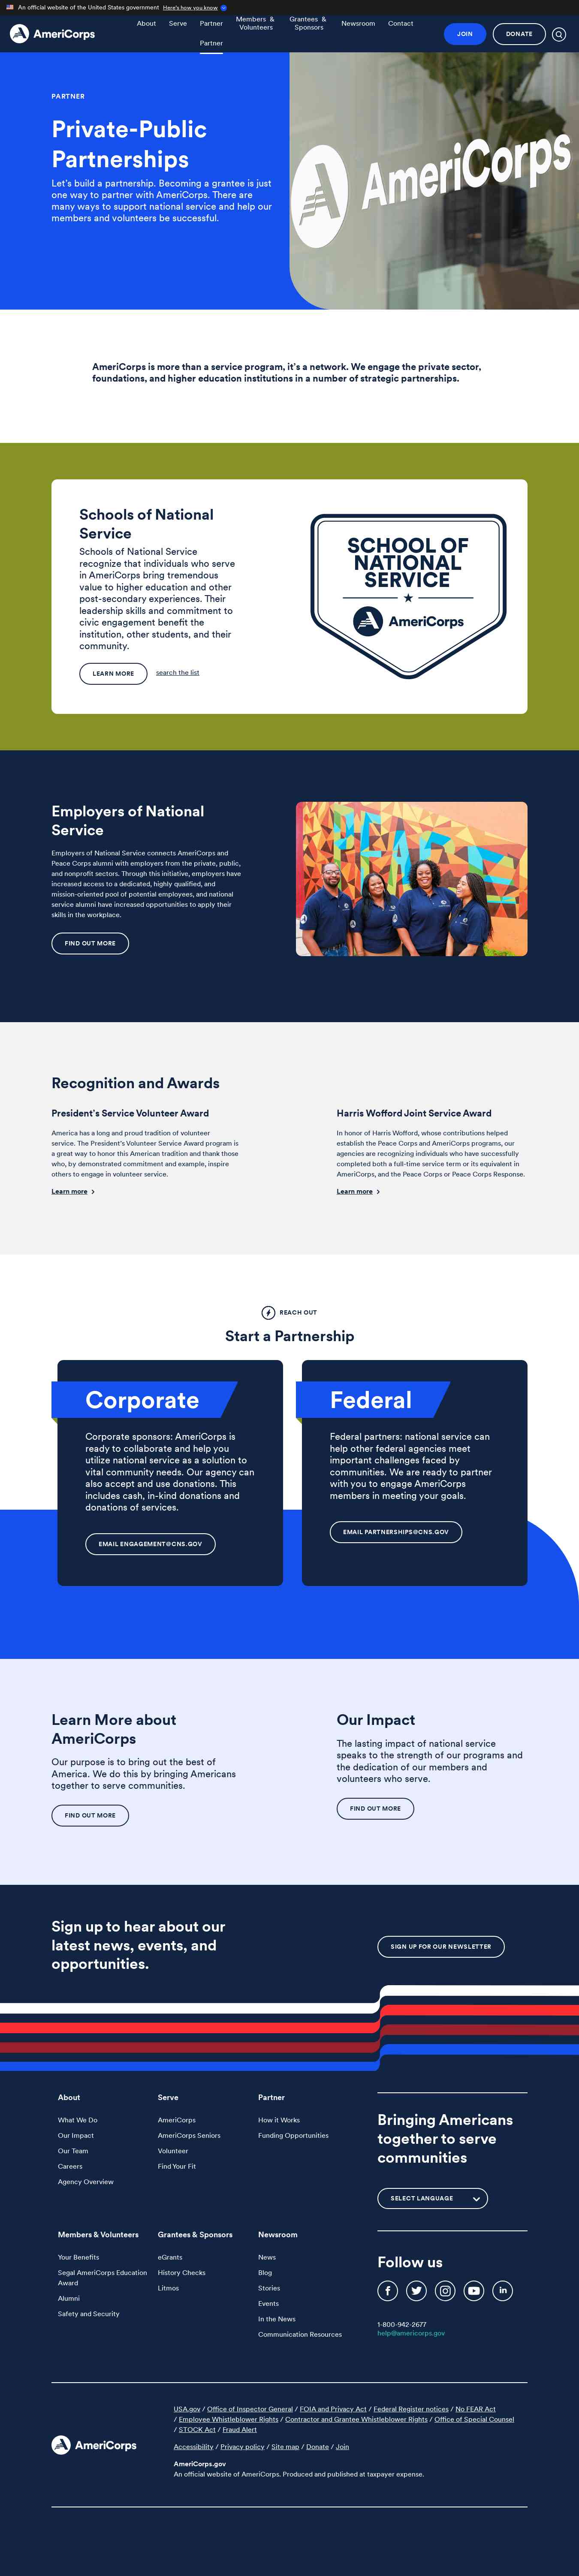 An official website of the United States government Here's how you know
AmeriCorps
About
Serve
Partner
Members & Volunteers
Grantees & Sponsors
Newsroom
Contact
JOIN
DONATE
Partner
PARTNER
Private-Public
Partnerships
Let's build a partnership. Becoming a grantee is just
one way to partner with AmeriCorps. There are
many ways to support national service and help our
members and volunteers be successful.
AmeriCorps
AmeriCorps is more than a service program, it's a network. We engage the private sector,
foundations, and higher education institutions in a number of strategic partnerships.
Schools of National
Service
Schools of National Service
recognize that individuals who serve
in AmeriCorps bring tremendous
value to higher education and other
post-secondary experiences. Their
leadership skills and commitment to
civic engagement benefit the
institution, other students, and their
community.
LEARN MORE
search the list
SCHOOL OF
NATIONAL
SERVICE
AmeriCorps
Employers of National
Service
Employers of National Service connects AmeriCorps and
Peace Corps alumni with employers from the private, public,
and nonprofit sectors. Through this initiative, employers have
increased access to a dedicated, highly qualified, and
mission-oriented pool of potential employees, and national
service alumni have increased opportunities to apply their
skills in the workplace.
FIND OUT MORE
Recognition and Awards
President's Service Volunteer Award
America has a long and proud tradition of volunteer
service. The President's Volunteer Service Award program is
a great way to honor this American tradition and thank those
who, by demonstrated commitment and example, inspire
others to engage in volunteer service.
Learn more
Harris Wofford Joint Service Award
In honor of Harris Wofford, whose contributions helped
establish the Peace Corps and AmeriCorps programs, our
agencies are recognizing individuals who have successfully
completed both a full-time service term or its equivalent in
AmeriCorps, and the Peace Corps or Peace Corps Response.
Learn more
REACH OUT
Start a Partnership
Corporate
Corporate sponsors: AmeriCorps is
ready to collaborate and help you
utilize national service as a solution to
vital community needs. Our agency can
also accept and use donations. This
includes cash, in-kind donations and
donations of services.
EMAIL ENGAGEMENT@CNS.GOV
Federal
Federal partners: national service can
help other federal agencies meet
important challenges faced by
communities. We are ready to partner
with you to engage AmeriCorps
members in meeting your goals.
EMAIL PARTNERSHIPS@CNS.GOV
Learn More about
AmeriCorps
Our purpose is to bring out the best of
America. We do this by bringing Americans
together to serve communities.
FIND OUT MORE
Our Impact
The lasting impact of national service
speaks to the strength of our programs and
the dedication of our members and
volunteers who serve.
FIND OUT MORE
Sign up to hear about our
latest news, events, and
opportunities.
SIGN UP FOR OUR NEWSLETTER
About
What We Do
Our Impact
Our Team
Careers
Agency Overview
Serve
AmeriCorps
AmeriCorps Seniors
Volunteer
Find Your Fit
Partner
How it Works
Funding Opportunities
Bringing Americans
together to serve
communities
SELECT LANGUAGE
Members & Volunteers
Your Benefits
Segal AmeriCorps Education
Award
Alumni
Safety and Security
Grantees & Sponsors
eGrants
History Checks
Litmos
Newsroom
News
Blog
Stories
Events
In the News
Communication Resources
Follow us
1-800-942-2677
help@americorps.gov
AmeriCorps
USA.gov / Office of Inspector General / FOIA and Privacy Act / Federal Register notices / No FEAR Act
/ Employee Whistleblower Rights / Contractor and Grantee Whistleblower Rights / Office of Special Counsel
/ STOCK Act / Fraud Alert
Accessibility / Privacy policy / Site map / Donate / Join
AmeriCorps.gov
An official website of AmeriCorps. Produced and published at taxpayer expense.